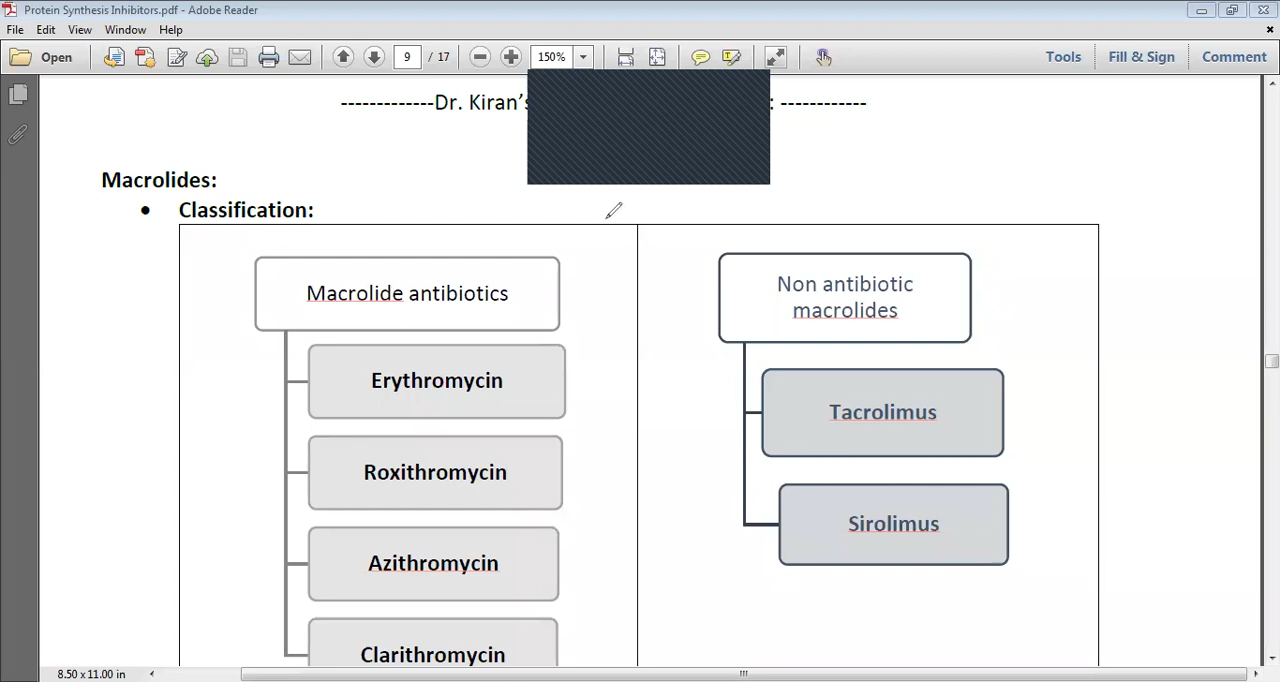 Protein Synthesis Inhibitors.pdf - Adobe Reader
File Edit View Window Help
Open 9 / 17 150% Tools Fill & Sign Comment
-------------Dr. Kiran's : ------------
Macrolides:
• Classification:
Macrolide antibiotics
Erythromycin
Roxithromycin
Azithromycin
Clarithromycin
Non antibiotic
macrolides
Tacrolimus
Sirolimus
8.50 x 11.00 in